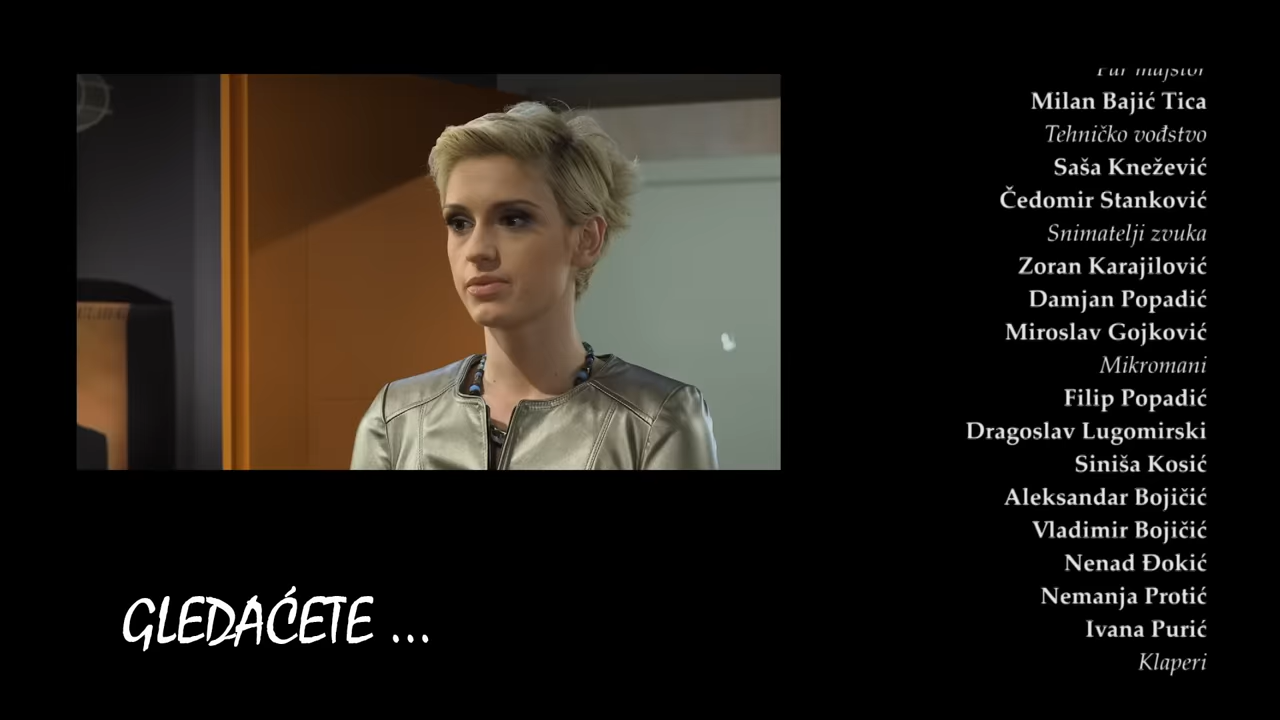 Milan Bajić Tica
Tehničko vođstvo
Saša Knežević
Čedomir Stanković
Snimatelji zvuka
Zoran Karajilović
Damjan Popadić
Miroslav Gojković
Mikromani
Filip Popadić
Dragoslav Lugomirski
Siniša Kosić
Aleksandar Bojičić
Vladimir Bojičić
Nenad Đokić
Nemanja Protić
Ivana Purić
Klaperi
GLEDAĆETE ...